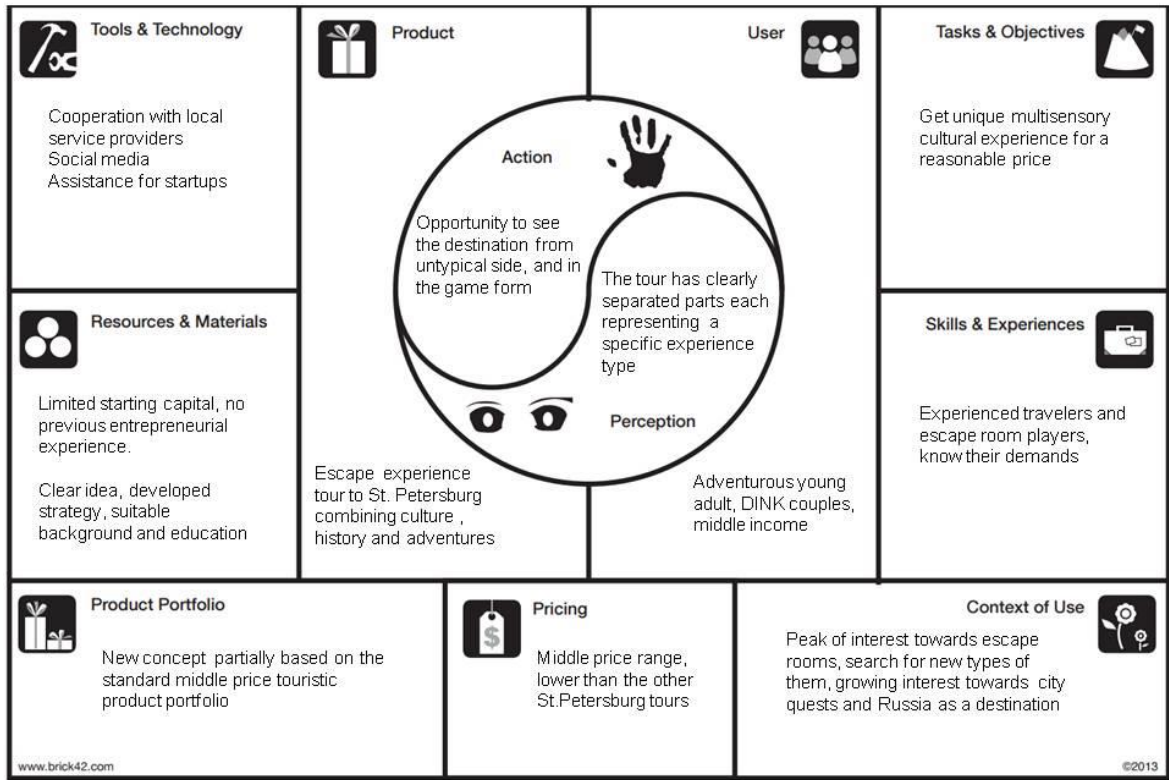 Tools & Technology
Cooperation with local
service providers
Social media
Assistance for startups
Product
User
Tasks & Objectives
Get unique multisensory
cultural experience for a
reasonable price
Action
Opportunity to see
the destination from
untypical side, and in
the game form
The tour has clearly
separated parts each
representing a
specific experience
type
Perception
Resources & Materials
Limited starting capital, no
previous entrepreneurial
experience.
Clear idea, developed
strategy, suitable
background and education
Escape experience
tour to St. Petersburg
combining culture ,
history and adventures
Adventurous young
adult, DINK couples,
middle income
Skills & Experiences
Experienced travelers and
escape room players,
know their demands
Product Portfolio
New concept partially based on the
standard middle price touristic
product portfolio
Pricing
$
Middle price range,
lower than the other
St.Petersburg tours
Context of Use
Peak of interest towards escape
rooms, search for new types of
them, growing interest towards city
quests and Russia as a destination
www.brick42.com
©2013